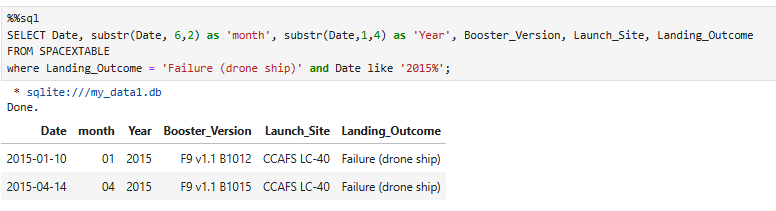 %%sql
SELECT Date, substr(Date, 6,2) as 'month', substr(Date,1,4) as 'Year', Booster_Version, Launch_Site, Landing_Outcome
FROM SPACEXTABLE
where Landing_Outcome = 'Failure (drone ship)' and Date like '2015%';
* sqlite:///my_data1.db
Done.
Date month Year Booster_Version Launch_Site Landing_Outcome
2015-01-10 01 2015 F9 v1.1 B1012 CCAFS LC-40 Failure (drone ship)
2015-04-14 04 2015 F9 v1.1 B1015 CCAFS LC-40 Failure (drone ship)